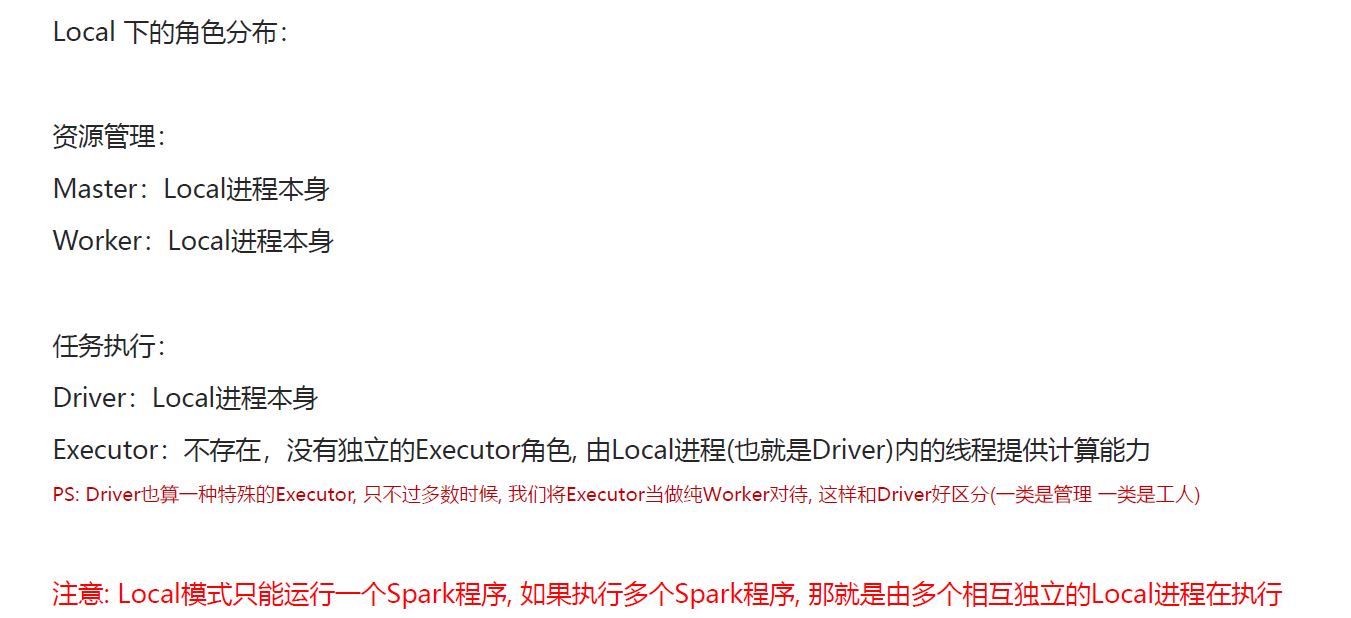 Local 下的角色分布：
资源管理：
Master：Local进程本身
Worker：Local进程本身
任务执行：
Driver：Local进程本身
Executor：不存在，没有独立的Executor角色, 由Local进程(也就是Driver)内的线程提供计算能力
PS: Driver也算一种特殊的Executor, 只不过多数时候, 我们将Executor当做纯Worker对待, 这样和Driver好区分(一类是管理 一类是工人)
注意: Local模式只能运行一个Spark程序, 如果执行多个Spark程序, 那就是由多个相互独立的Local进程在执行